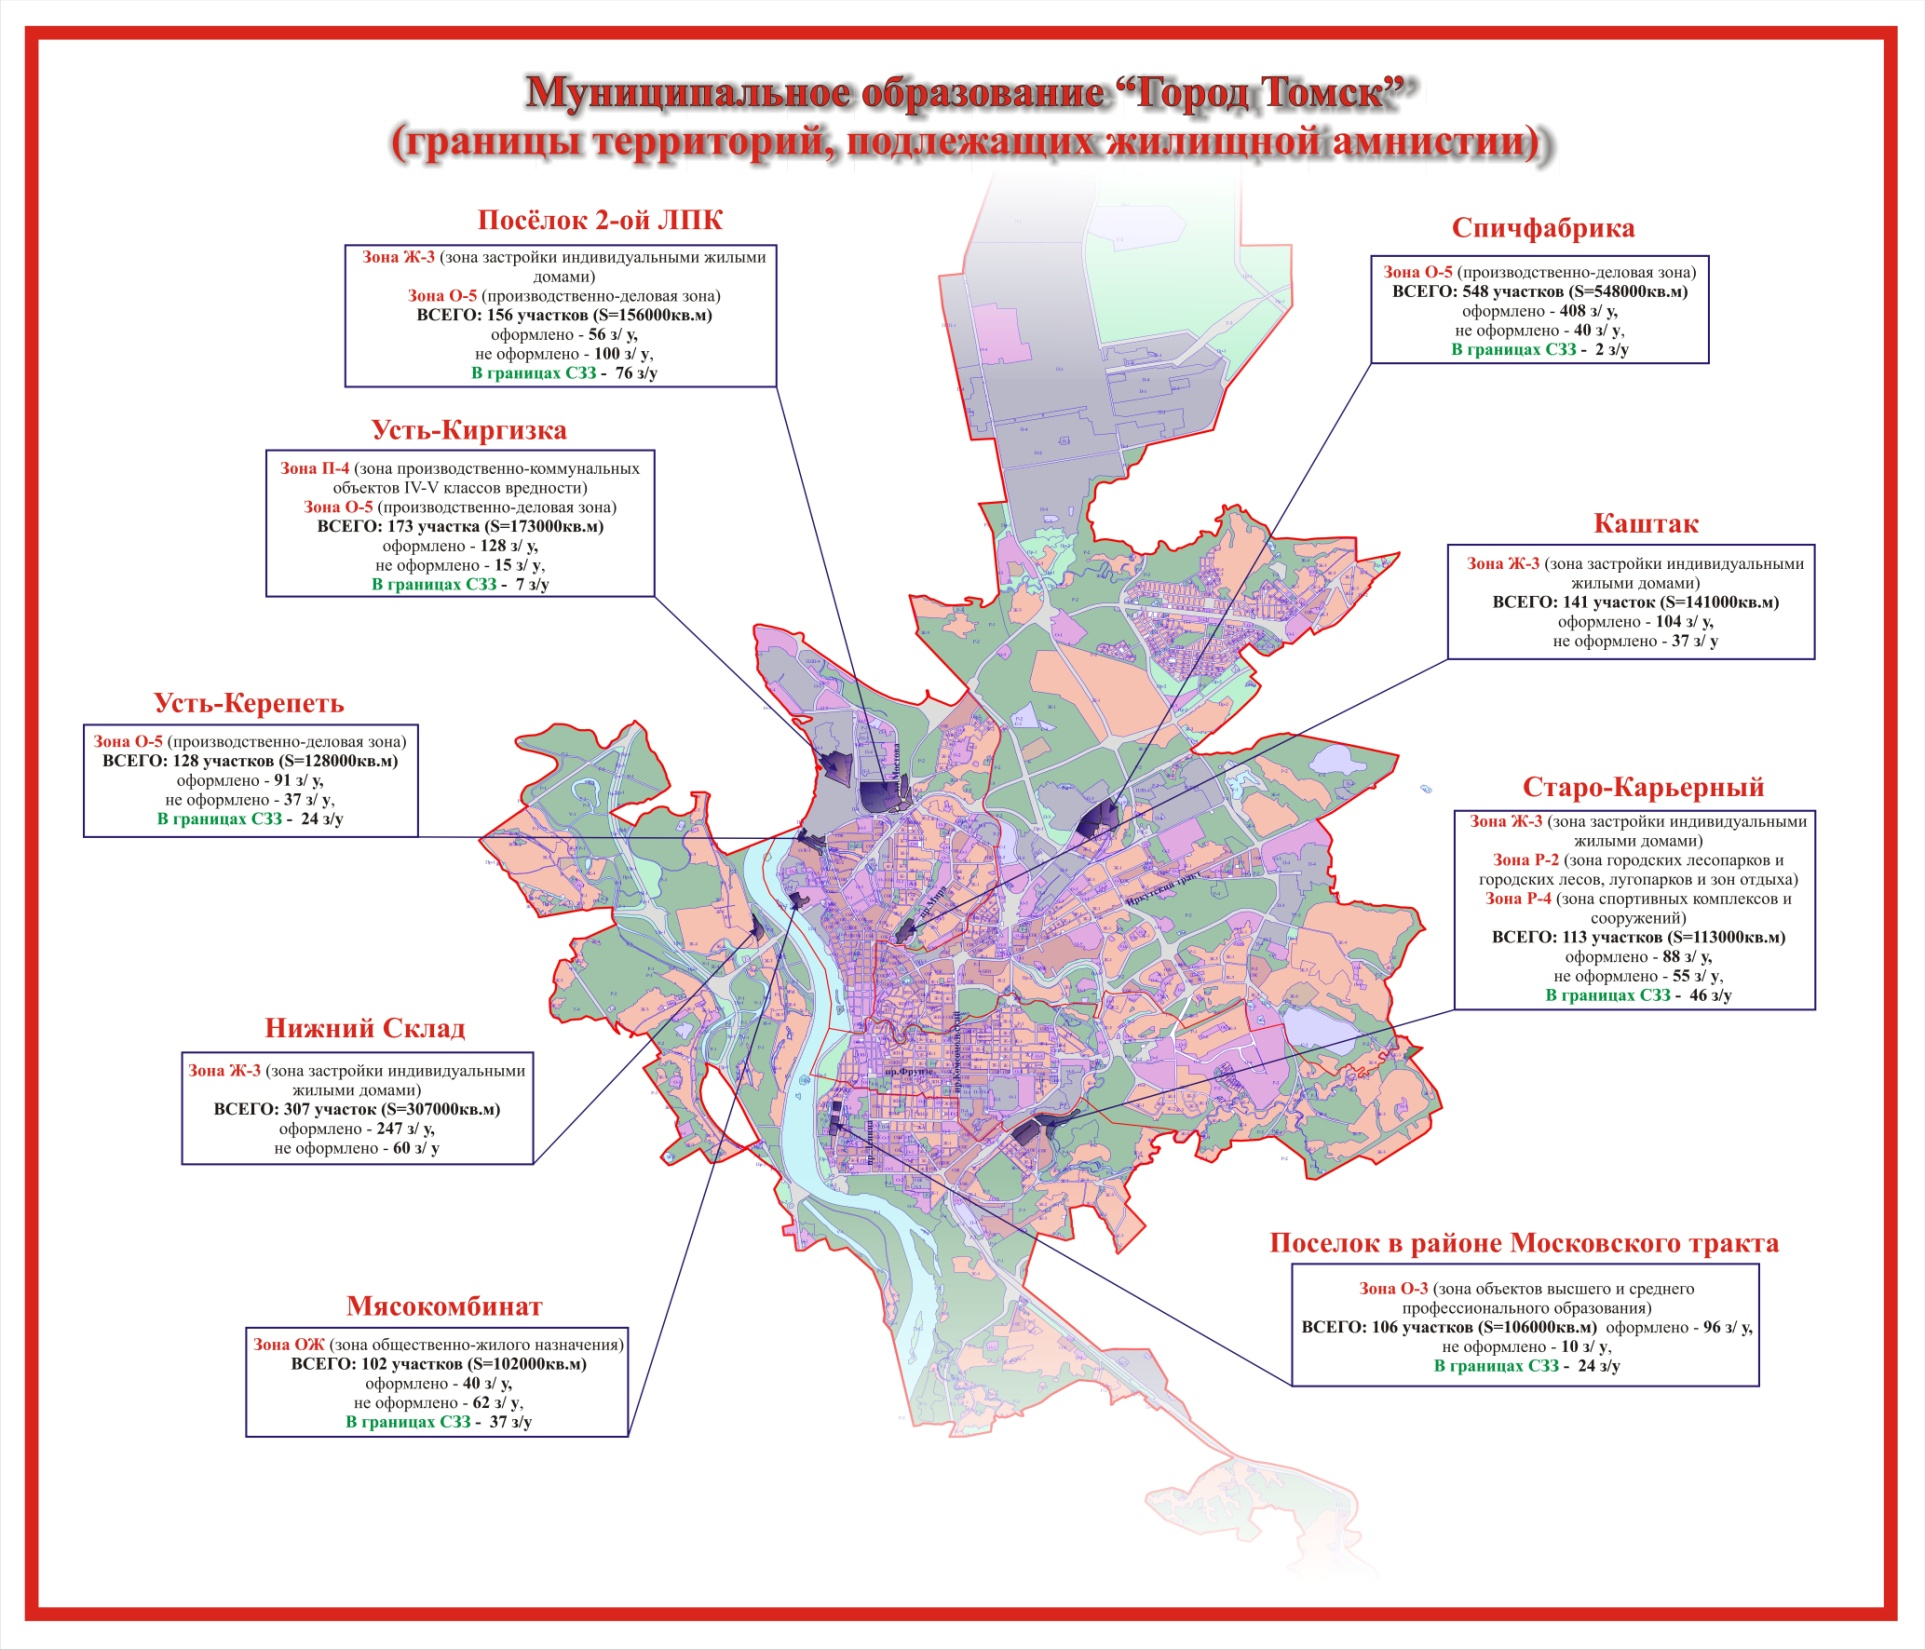 Муниципальное образование “Город Томск”
(границы территорий, подлежащих жилищной амнистии)
Посёлок 2-ой ЛПК
Зона Ж-3 (зона застройки индивидуальными жилыми
домами)
Зона О-5 (производственно-деловая зона)
ВСЕГО: 156 участков (S=156000кв.м)
оформлено - 56 з/ у,
не оформлено - 100 з/ у,
В границах СЗЗ - 76 з/у
Спичфабрика
Зона О-5 (производственно-деловая зона)
ВСЕГО: 548 участков (S=548000кв.м)
оформлено - 408 з/ у,
не оформлено - 40 з/ у,
В границах СЗЗ - 2 з/у
Усть-Киргизка
Зона П-4 (зона производственно-коммунальных
объектов IV-V классов вредности)
Зона О-5 (производственно-деловая зона)
ВСЕГО: 173 участка (S=173000кв.м)
оформлено - 128 з/ у,
не оформлено - 15 з/ у,
В границах СЗЗ - 7 з/у
Каштак
Зона Ж-3 (зона застройки индивидуальными
жилыми домами)
ВСЕГО: 141 участок (S=141000кв.м)
оформлено - 104 з/ у,
не оформлено - 37 з/ у
Усть-Керепеть
Зона О-5 (производственно-деловая зона)
ВСЕГО: 128 участков (S=128000кв.м)
оформлено - 91 з/ у,
не оформлено - 37 з/ у,
В границах СЗЗ - 24 з/у
Старо-Карьерный
Зона Ж-3 (зона застройки индивидуальными
жилыми домами)
Зона Р-2 (зона городских лесопарков и
городских лесов, лугопарков и зон отдыха)
Зона Р-4 (зона спортивных комплексов и
сооружений)
ВСЕГО: 113 участков (S=113000кв.м)
оформлено - 88 з/ у,
не оформлено - 55 з/ у,
В границах СЗЗ - 46 з/у
Мостовая
пр.Мира
Иркутский тракт
пр.Комсомольский
пр.Фрунзе
пр.Ленина
Нижний Склад
Зона Ж-3 (зона застройки индивидуальными
жилыми домами)
ВСЕГО: 307 участок (S=307000кв.м)
оформлено - 247 з/ у,
не оформлено - 60 з/ у
Поселок в районе Московского тракта
Зона О-3 (зона объектов высшего и среднего
профессионального образования)
ВСЕГО: 106 участков (S=106000кв.м) оформлено - 96 з/ у,
не оформлено - 10 з/ у,
В границах СЗЗ - 24 з/у
Мясокомбинат
Зона ОЖ (зона общественно-жилого назначения)
ВСЕГО: 102 участков (S=102000кв.м)
оформлено - 40 з/ у,
не оформлено - 62 з/ у,
В границах СЗЗ - 37 з/у